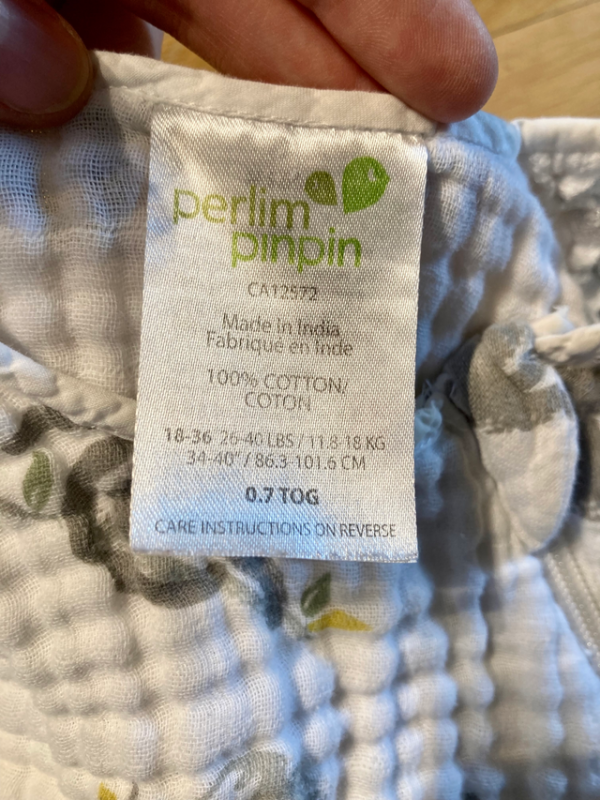 perlim
pinpin
CA12572
Made in India
Fabriqué en Inde
100% COTTON/
COTON
18-36 26-40 LBS / 11.8-18 KG
34-40" / 86.3-101.6 CM
0.7 TOG
CARE INSTRUCTIONS ON REVERSE